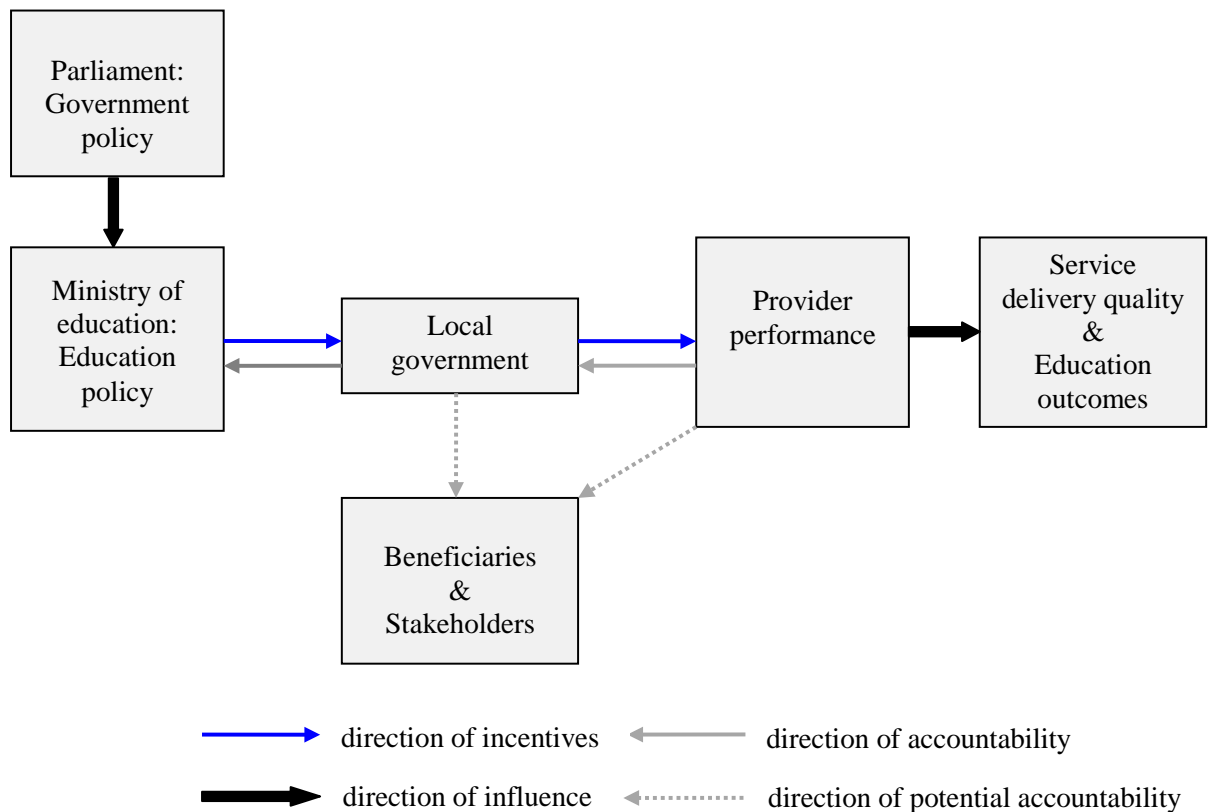 Parliament:
Government
policy
Ministry of
education:
Education
policy
Local
government
Provider
performance
Service
delivery quality
&
Education
outcomes
Beneficiaries
&
Stakeholders
direction of incentives
direction of accountability
direction of influence
direction of potential accountability